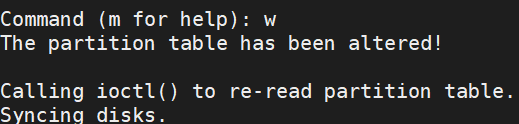 Command (m for help): w
The partition table has been altered!
Calling ioctl() to re-read partition table.
Syncing disks.